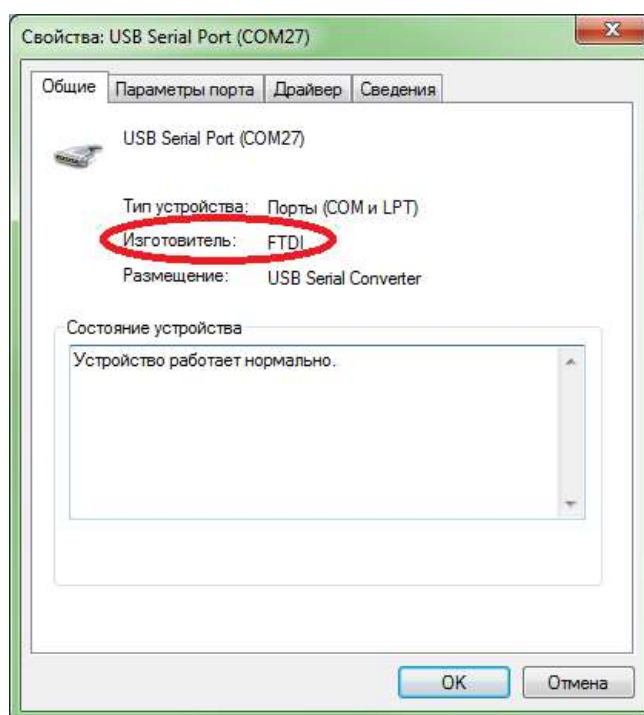 Свойства: USB Serial Port (COM27)
Общие Параметры порта Драйвер Сведения
USB Serial Port (COM27)
Тип устройства: Порты (COM и LPT)
Изготовитель: FTDI
Размещение: USB Serial Converter
Состояние устройства
Устройство работает нормально.
OK Отмена